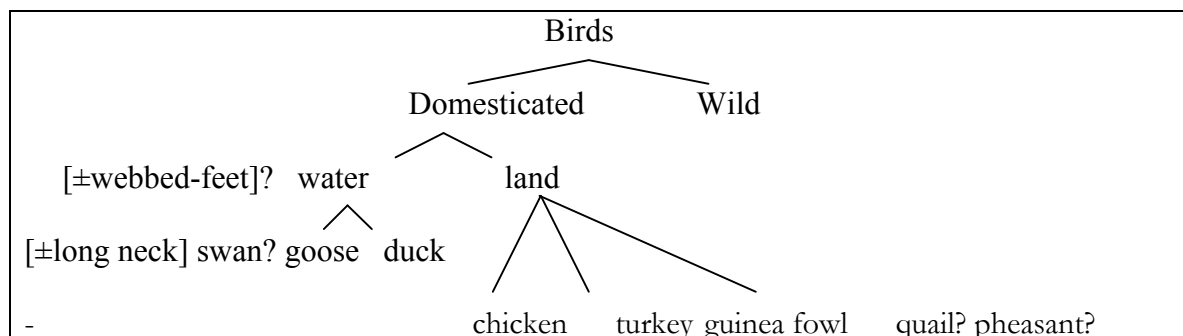 Birds
Domesticated Wild
[±webbed-feet]? water land
[±long neck] swan? goose duck
- chicken turkey guinea fowl quail? pheasant?